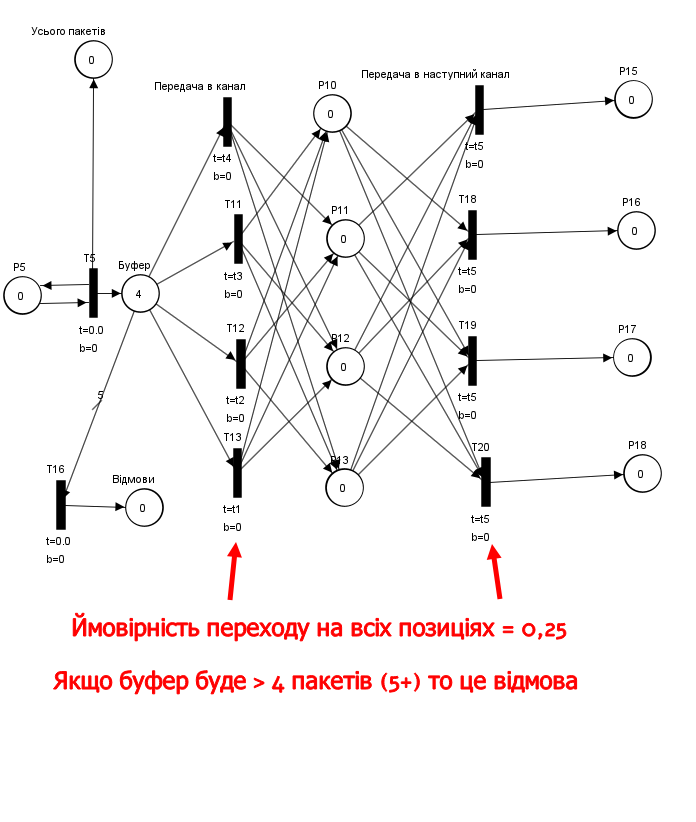 Усього пакетів
0
Передача в канал
P10
Передача в наступний канал
P15
0
0
t=t4
b=0
t=t5
b=0
T11
P11
T18
P16
0
0
t=t3
b=0
t=t5
b=0
P5
T5
Буфер
0
4
t=0.0
b=0
T12
P12
T19
P17
0
0
t=t2
b=0
t=t5
b=0
5
T13
P13
T20
P18
T16
Відмови
0
0
0
t=t1
b=0
t=t5
b=0
t=0.0
b=0
Ймовірність переходу на всіх позиціях = 0,25
Якщо буфер буде > 4 пакетів (5+) то це відмова